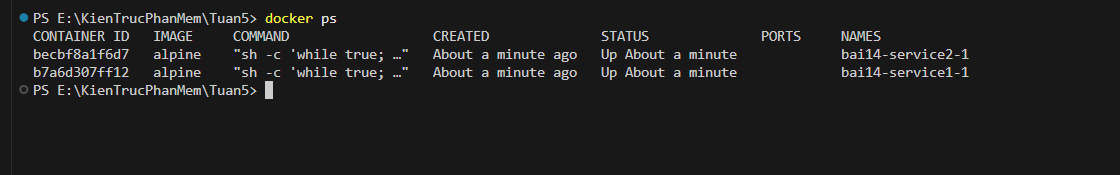 PS E:\KienTrucPhanMem\Tuan5> docker ps
CONTAINER ID   IMAGE     COMMAND                  CREATED              STATUS              PORTS     NAMES
becbf8a1f6d7   alpine    "sh -c 'while true; …"   About a minute ago   Up About a minute             bai14-service2-1
b7a6d307ff12   alpine    "sh -c 'while true; …"   About a minute ago   Up About a minute             bai14-service1-1
PS E:\KienTrucPhanMem\Tuan5>